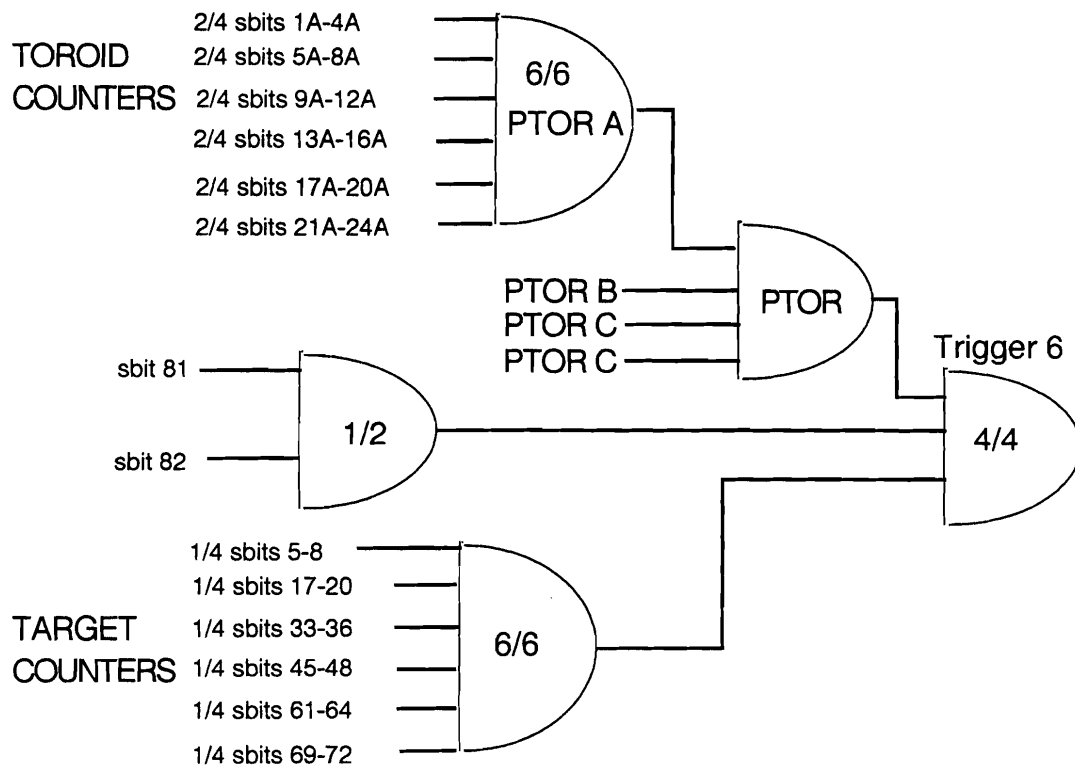 TOROID
COUNTERS
2/4 sbits 1A-4A
2/4 sbits 5A-8A
2/4 sbits 9A-12A
2/4 sbits 13A-16A
2/4 sbits 17A-20A
2/4 sbits 21A-24A
6/6
PTOR A
PTOR B
PTOR C
PTOR C
PTOR
Trigger 6
4/4
sbit 81
sbit 82
1/2
TARGET
COUNTERS
1/4 sbits 5-8
1/4 sbits 17-20
1/4 sbits 33-36
1/4 sbits 45-48
1/4 sbits 61-64
1/4 sbits 69-72
6/6